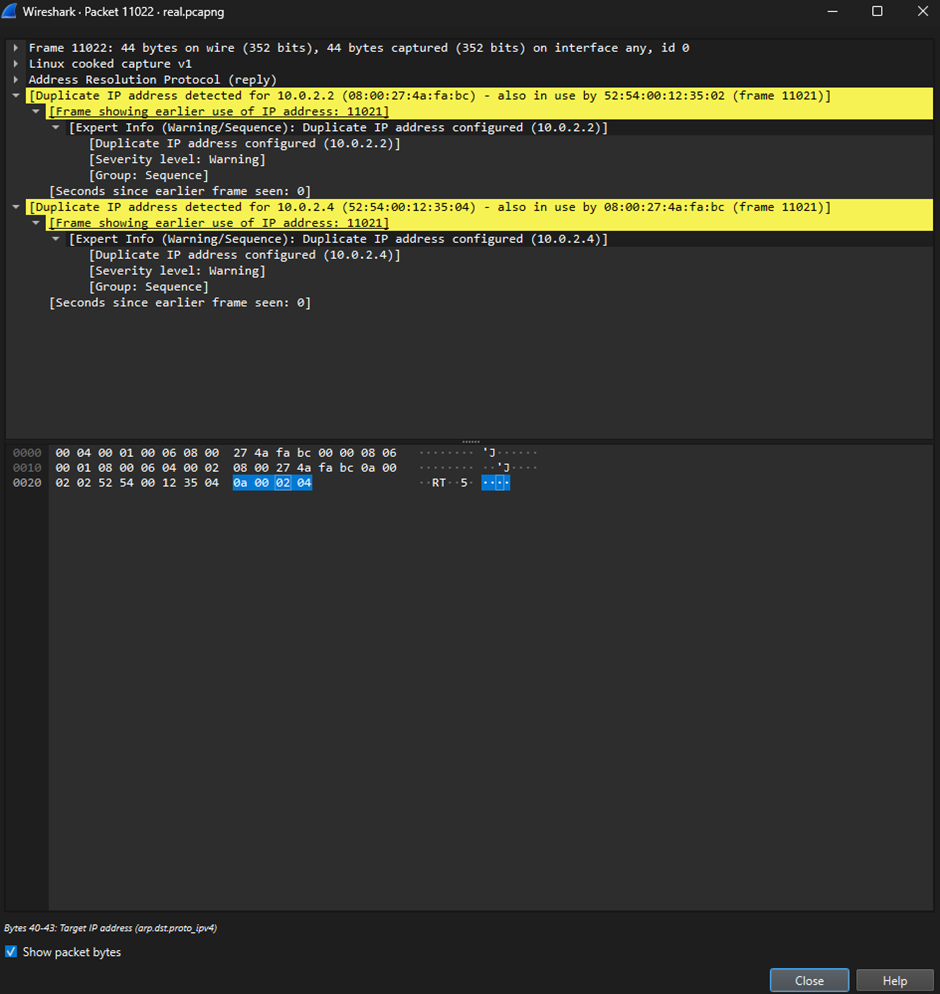 Wireshark · Packet 11022 · real.pcapng
Frame 11022: 44 bytes on wire (352 bits), 44 bytes captured (352 bits) on interface any, id 0
Linux cooked capture v1
Address Resolution Protocol (reply)
[Duplicate IP address detected for 10.0.2.2 (08:00:27:4a:fa:bc) - also in use by 52:54:00:12:35:02 (frame 11021)]
[Frame showing earlier use of IP address: 11021]
[Expert Info (Warning/Sequence): Duplicate IP address configured (10.0.2.2)]
[Duplicate IP address configured (10.0.2.2)]
[Severity level: Warning]
[Group: Sequence]
[Seconds since earlier frame seen: 0]
[Duplicate IP address detected for 10.0.2.4 (52:54:00:12:35:04) - also in use by 08:00:27:4a:fa:bc (frame 11021)]
[Frame showing earlier use of IP address: 11021]
[Expert Info (Warning/Sequence): Duplicate IP address configured (10.0.2.4)]
[Duplicate IP address configured (10.0.2.4)]
[Severity level: Warning]
[Group: Sequence]
[Seconds since earlier frame seen: 0]
0000 00 04 00 01 00 06 08 00 27 4a fa bc 00 00 08 06 ········ 'J······
0010 00 01 08 00 06 04 00 02 08 00 27 4a fa bc 0a 00 ········ ··'J····
0020 02 02 52 54 00 12 35 04 0a 00 02 04 ··RT··5· ····
Bytes 40-43: Target IP address (arp.dst.proto_ipv4)
Show packet bytes
Close Help